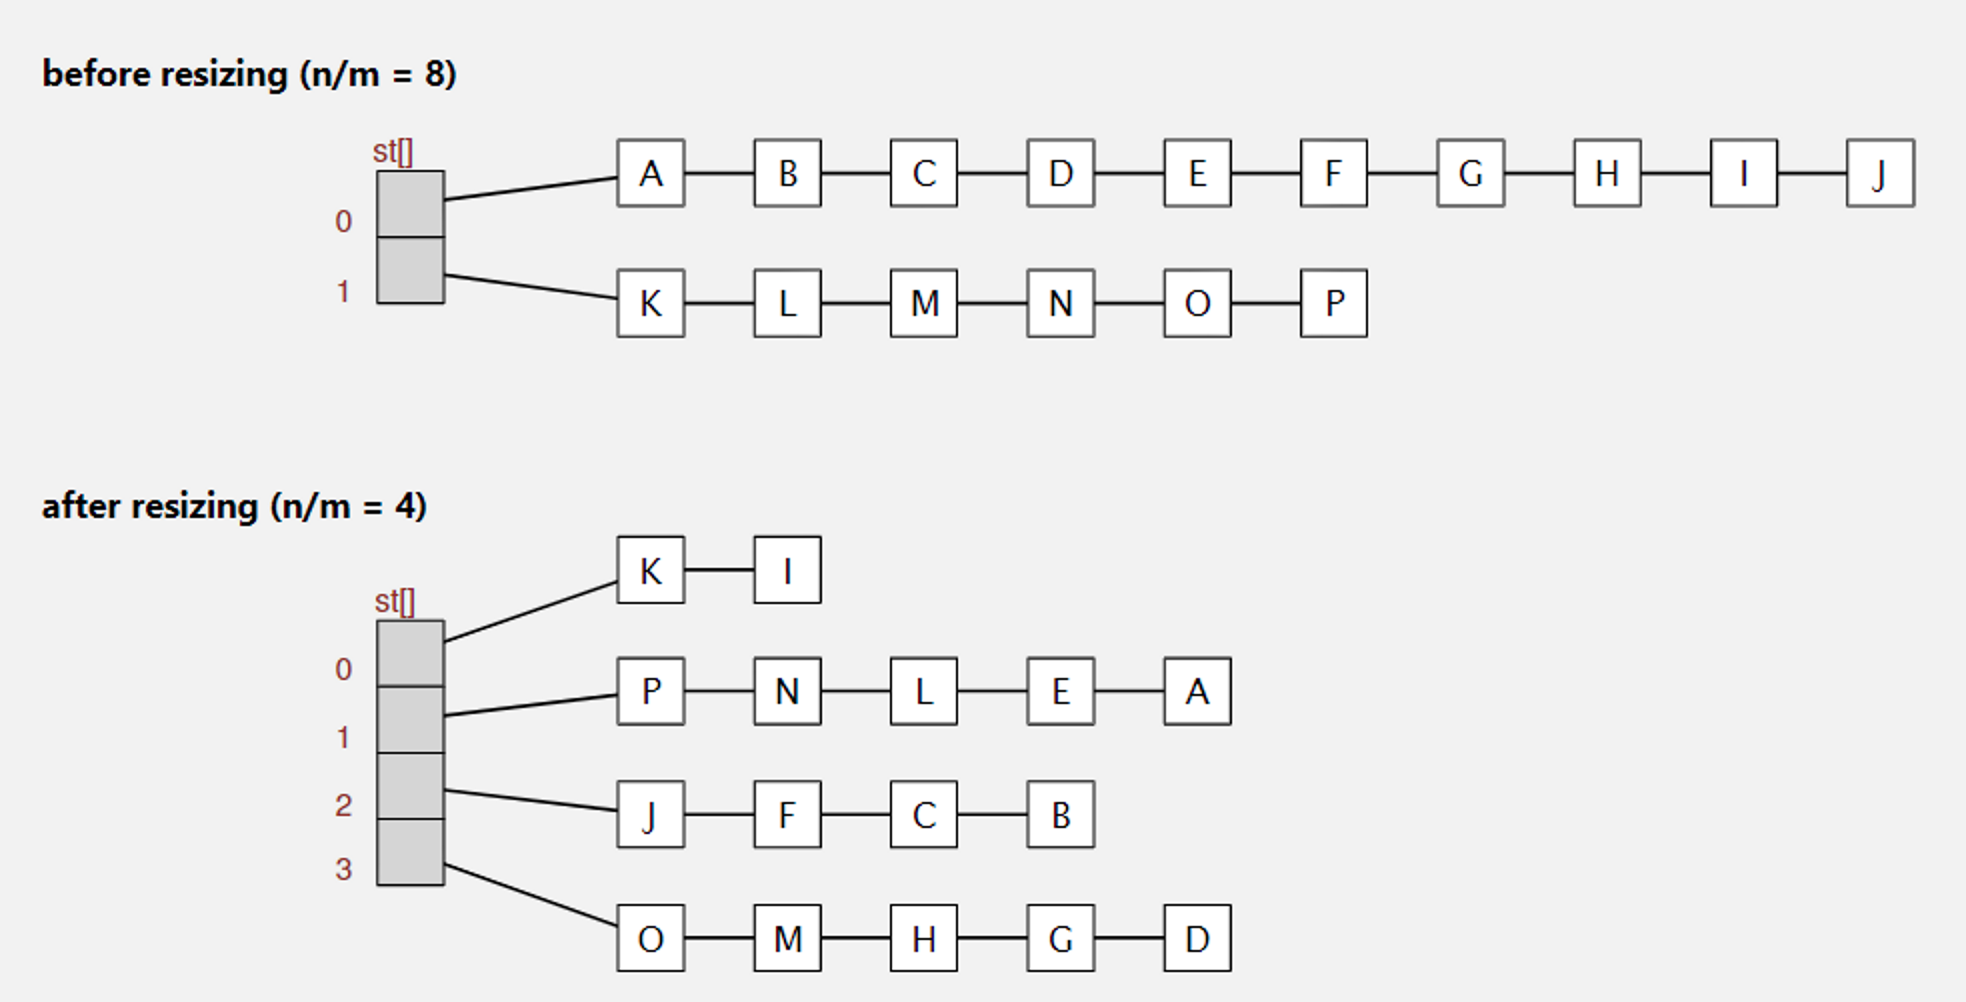 before resizing (n/m = 8)
st[]
0
A B C D E F G H I J
1
K L M N O P
after resizing (n/m = 4)
st[]
K I
0
P N L E A
1
J F C B
2
3
O M H G D